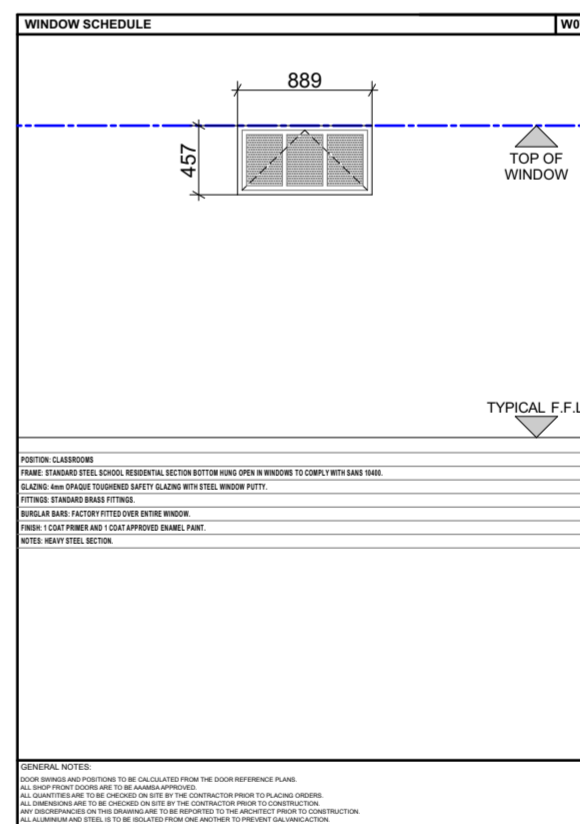 WINDOW SCHEDULE W0
889
457
TOP OF
WINDOW
TYPICAL F.F.L
POSITION: CLASSROOMS
FRAME: STANDARD STEEL SCHOOL RESIDENTIAL SECTION BOTTOM HUNG OPEN IN WINDOWS TO COMPLY WITH SANS 10400.
GLAZING: 4mm OPAQUE TOUGHENED SAFETY GLAZING WITH STEEL WINDOW PUTTY.
FITTINGS: STANDARD BRASS FITTINGS.
BURGLAR BARS: FACTORY FITTED OVER ENTIRE WINDOW.
FINISH: 1 COAT PRIMER AND 1 COAT APPROVED ENAMEL PAINT.
NOTES: HEAVY STEEL SECTION.
GENERAL NOTES:
DOOR SWINGS AND POSITIONS TO BE CALCULATED FROM THE DOOR REFERENCE PLANS.
ALL SHOP FRONT DOORS ARE TO BE AAAMSA APPROVED.
ALL QUANTITIES ARE TO BE CHECKED ON SITE BY THE CONTRACTOR PRIOR TO PLACING ORDERS.
ALL DIMENSIONS ARE TO BE CHECKED ON SITE BY THE CONTRACTOR PRIOR TO CONSTRUCTION.
ANY DISCREPANCIES ON THIS DRAWING ARE TO BE REPORTED TO THE ARCHITECT PRIOR TO CONSTRUCTION.
ALL ALUMINIUM AND STEEL IS TO BE ISOLATED FROM ONE ANOTHER TO PREVENT GALVANICACTION.